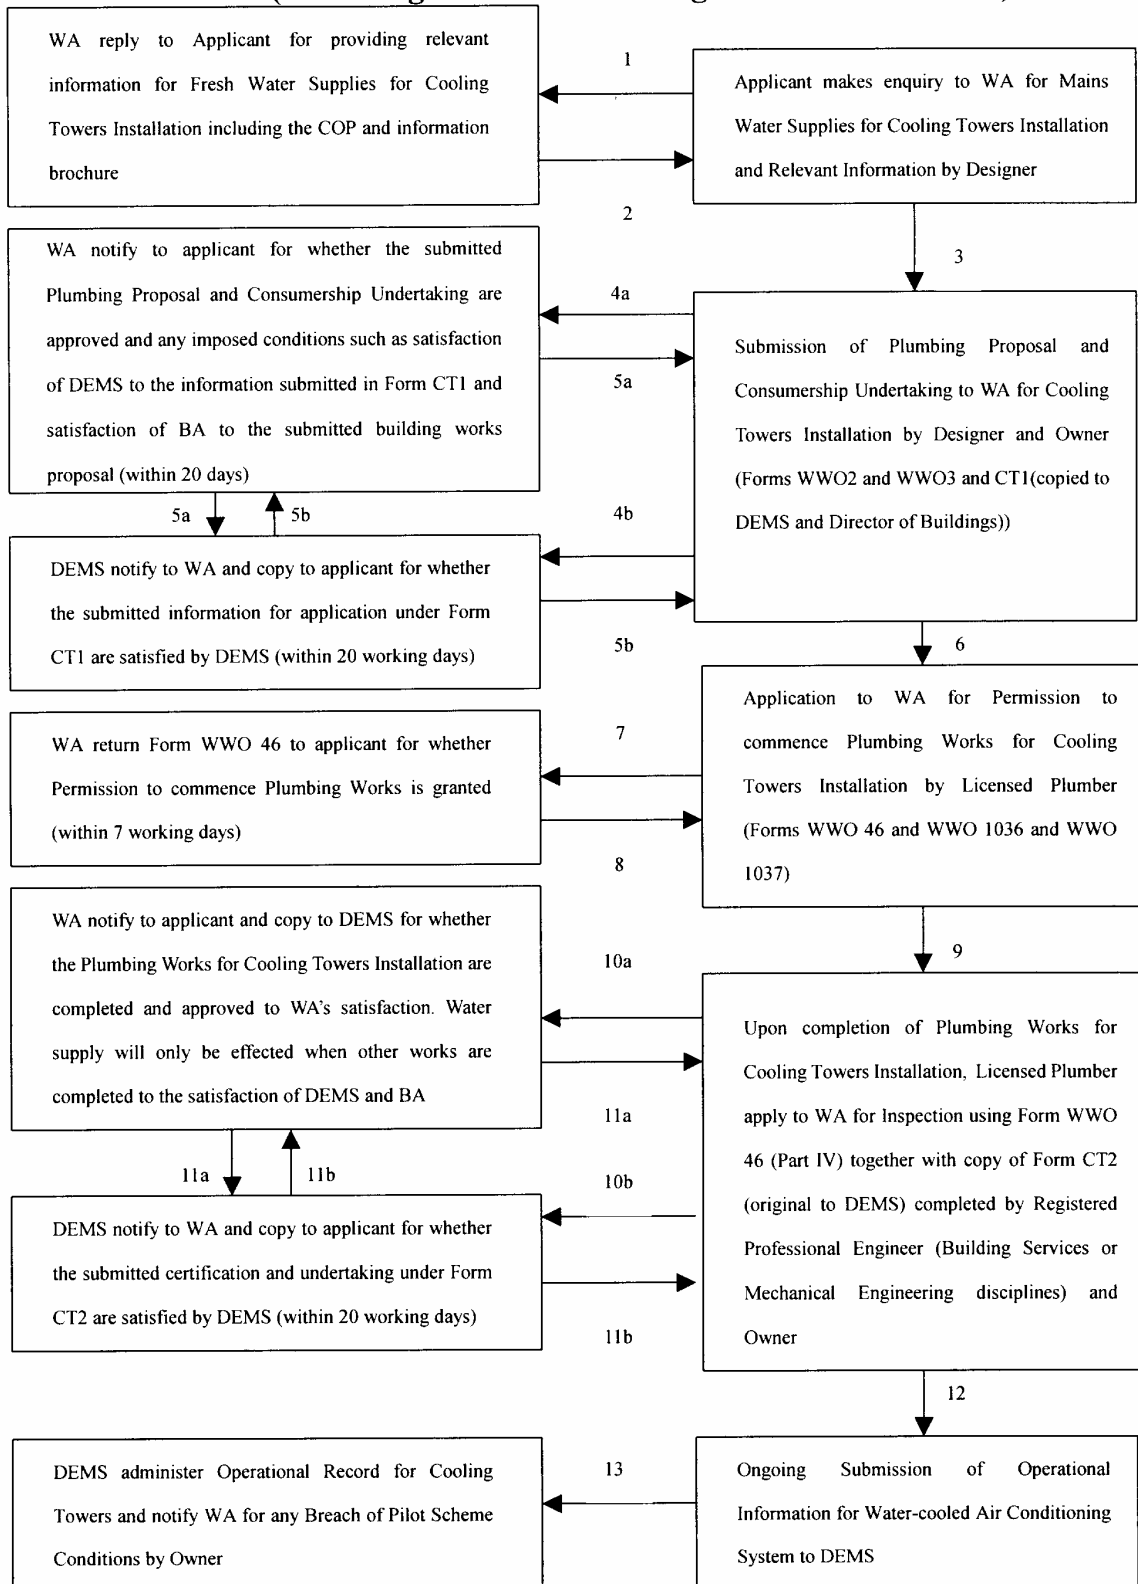 WA reply to Applicant for providing relevant
information for Fresh Water Supplies for Cooling
Towers Installation including the COP and information
brochure
1
Applicant makes enquiry to WA for Mains
Water Supplies for Cooling Towers Installation
and Relevant Information by Designer
2
3
WA notify to applicant for whether the submitted
Plumbing Proposal and Consumership Undertaking are
approved and any imposed conditions such as satisfaction
of DEMS to the information submitted in Form CT1 and
satisfaction of BA to the submitted building works
proposal (within 20 days)
4a
5a
Submission of Plumbing Proposal and
Consumership Undertaking to WA for Cooling
Towers Installation by Designer and Owner
(Forms WWO2 and WWO3 and CT1(copied to
DEMS and Director of Buildings))
5a
5b
4b
DEMS notify to WA and copy to applicant for whether
the submitted information for application under Form
CT1 are satisfied by DEMS (within 20 working days)
5b
6
WA return Form WWO 46 to applicant for whether
Permission to commence Plumbing Works is granted
(within 7 working days)
7
Application to WA for Permission to
commence Plumbing Works for Cooling
Towers Installation by Licensed Plumber
(Forms WWO 46 and WWO 1036 and WWO
1037)
8
9
WA notify to applicant and copy to DEMS for whether
the Plumbing Works for Cooling Towers Installation are
completed and approved to WA's satisfaction. Water
supply will only be effected when other works are
completed to the satisfaction of DEMS and BA
10a
11a
Upon completion of Plumbing Works for
Cooling Towers Installation, Licensed Plumber
apply to WA for Inspection using Form WWO
46 (Part IV) together with copy of Form CT2
(original to DEMS) completed by Registered
Professional Engineer (Building Services or
Mechanical Engineering disciplines) and
Owner
11a
11b
10b
DEMS notify to WA and copy to applicant for whether
the submitted certification and undertaking under Form
CT2 are satisfied by DEMS (within 20 working days)
11b
12
DEMS administer Operational Record for Cooling
Towers and notify WA for any Breach of Pilot Scheme
Conditions by Owner
13
Ongoing Submission of Operational
Information for Water-cooled Air Conditioning
System to DEMS